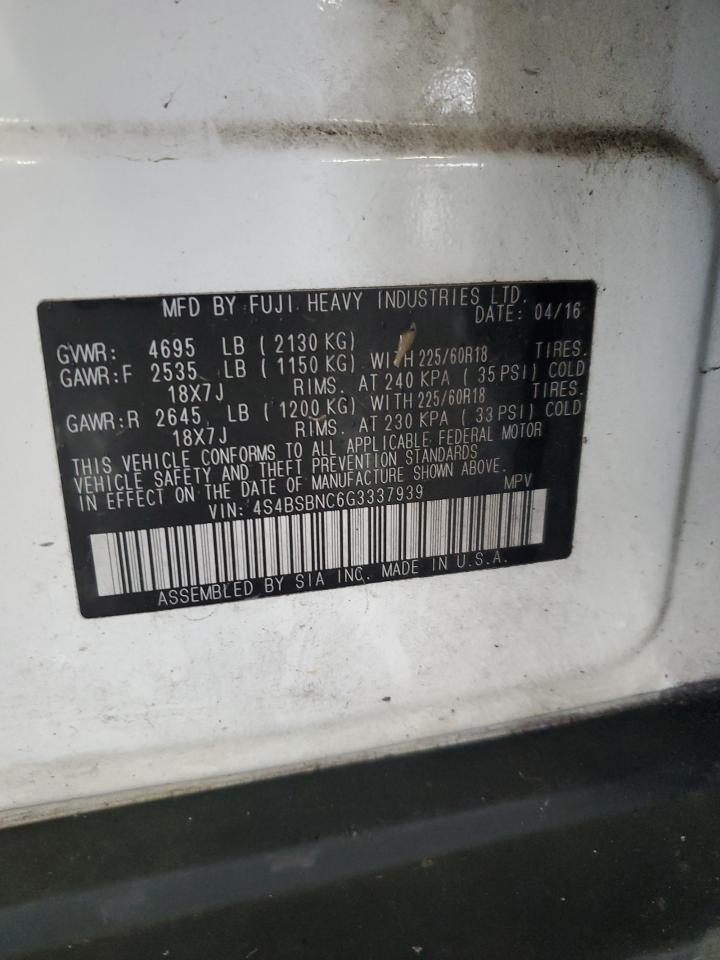 MFD BY FUJI HEAVY INDUSTRIES LTD.
DATE: 04/16
GVWR: 4695 LB ( 2130 KG)
GAWR:F 2535 LB ( 1150 KG) WITH 225/60R18 TIRES.
18X7J RIMS. AT 240 KPA ( 35 PSI) COLD
GAWR:R 2645 LB ( 1200 KG) WITH 225/60R18 TIRES.
18X7J RIMS. AT 230 KPA ( 33 PSI) COLD
THIS VEHICLE CONFORMS TO ALL APPLICABLE FEDERAL MOTOR
VEHICLE SAFETY AND THEFT PREVENTION STANDARDS
IN EFFECT ON THE DATE OF MANUFACTURE SHOWN ABOVE.
VIN: 4S4BSBNC6G3337939 MPV
ASSEMBLED BY SIA INC. MADE IN U.S.A.